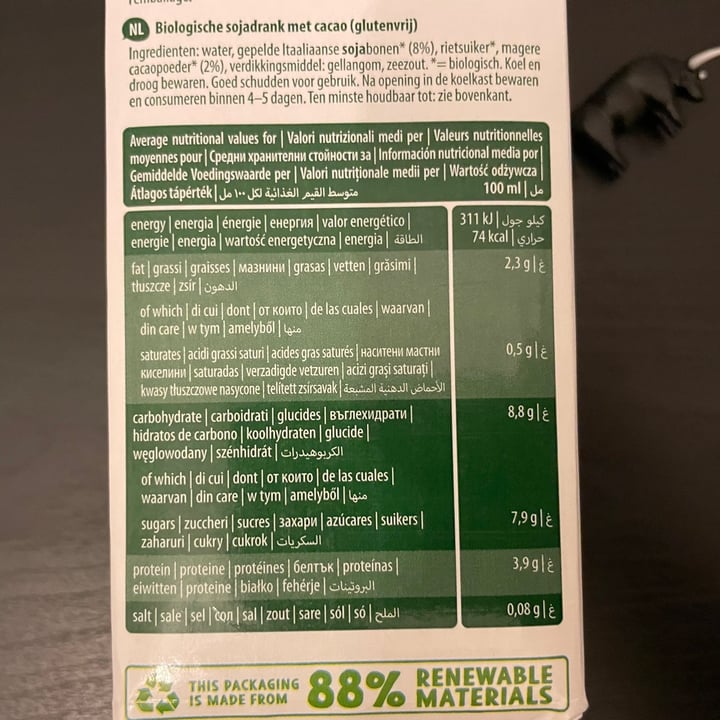 NL Biologische sojadrank met cacao (glutenvrij)
Ingredienten: water, gepelde Itaaliaanse sojabonen* (8%), rietsuiker*, magere
cacaopoeder* (2%), verdikkingsmiddel: gellangom, zeezout. *= biologisch. Koel en
droog bewaren. Goed schudden voor gebruik. Na opening in de koelkast bewaren
en consumeren binnen 4–5 dagen. Ten minste houdbaar tot: zie bovenkant.
Average nutritional values for | Valori nutrizionali medi per | Valeurs nutritionnelles
moyennes pour | Средни хранителни стойности за | Información nutricional media por |
Gemiddelde Voedingswaarde per | Valori nutriționale medii per | Wartość odżywcza |
Átlagos tápérték | متوسط القيم الغذائية لكل ١٠٠ مل 100 ml | مل
energy | energia | énergie | енергия | valor energético | 311 kJ | كيلو جول
energie | energia | wartość energetyczna | energia | الطاقة 74 kcal | حراري
fat | grassi | graisses | мазнини | grasas | vetten | grăsimi | 2,3 g | غ
tłuszcze | zsír | الدهون
of which | di cui | dont | от които | de las cuales | waarvan |
din care | w tym | amelyből | منها
saturates | acidi grassi saturi | acides gras saturés | наситени мастни 0,5 g | غ
киселини | saturadas | verzadigde vetzuren | acizi grași saturați |
kwasy tłuszczowe nasycone | telített zsírsavak | الأحماض الدهنية المشبعة
carbohydrate | carboidrati | glucides | въглехидрати | 8,8 g | غ
hidratos de carbono | koolhydraten | glucide |
węglowodany | szénhidrát | الكربوهيدرات
of which | di cui | dont | от които | de las cuales |
waarvan | din care | w tym | amelyből | منها
sugars | zuccheri | sucres | захари | azúcares | suikers | 7,9 g | غ
zaharuri | cukry | cukrok | السكريات
protein | proteine | protéines | белтък | proteínas | 3,9 g | غ
eiwitten | proteine | białko | fehérje | البروتينات
salt | sale | sel | сол | sal | zout | sare | sól | só | الملح 0,08 g | غ
THIS PACKAGING IS MADE FROM 88% RENEWABLE MATERIALS